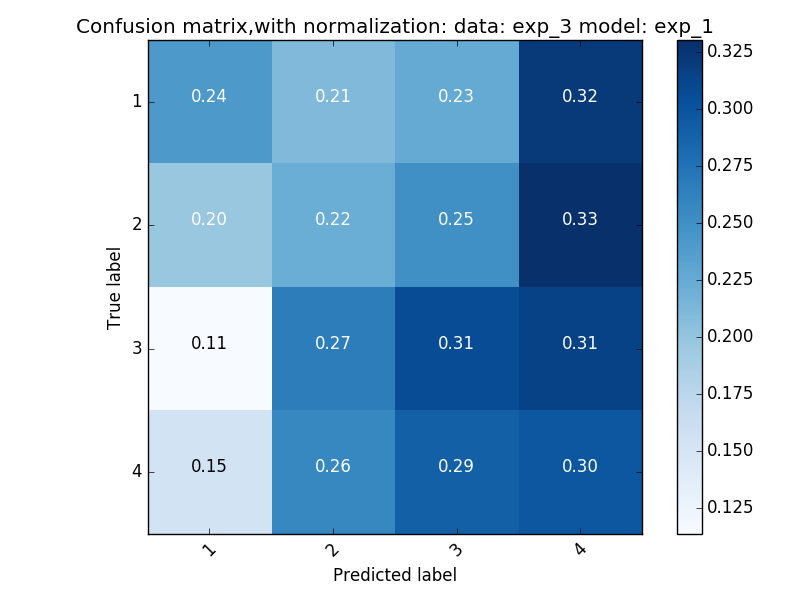 Confusion matrix,with normalization: data: exp_3 model: exp_1
True label
1 0.24 0.21 0.23 0.32
2 0.20 0.22 0.25 0.33
3 0.11 0.27 0.31 0.31
4 0.15 0.26 0.29 0.30
1 2 3 4
Predicted label
0.325
0.300
0.275
0.250
0.225
0.200
0.175
0.150
0.125